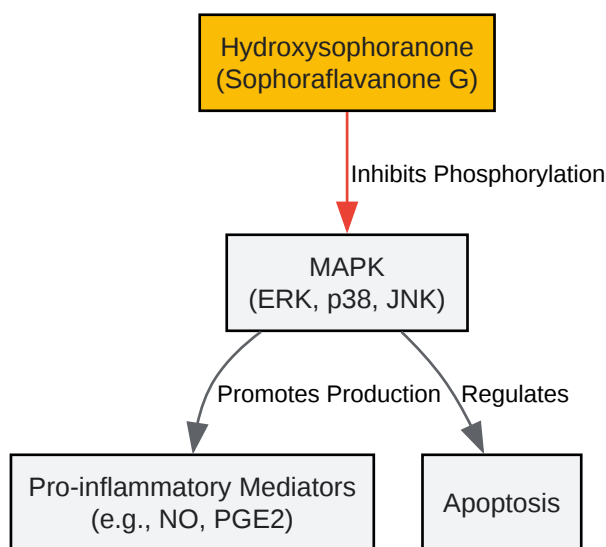 Hydroxysophoranone
(Sophoraflavanone G)
Inhibits Phosphorylation
MAPK
(ERK, p38, JNK)
Promotes Production
Regulates
Pro-inflammatory Mediators
(e.g., NO, PGE2)
Apoptosis